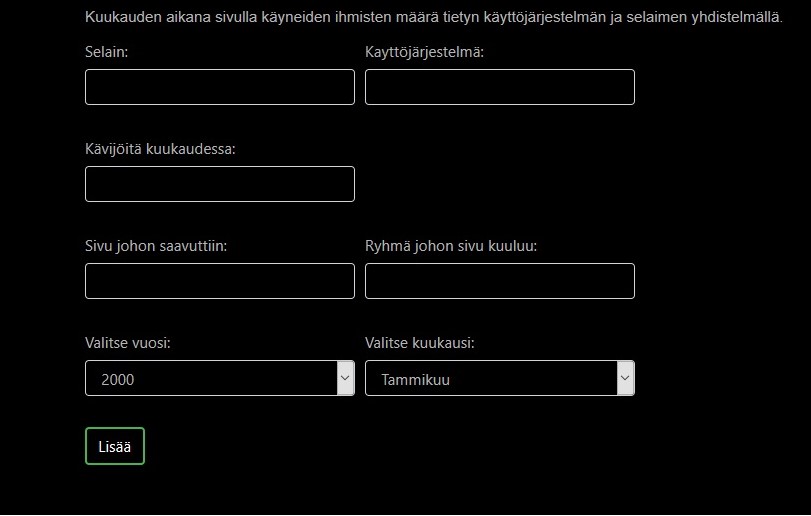 Kuukauden aikana sivulla käyneiden ihmisten määrä tietyn käyttöjärjestelmän ja selaimen yhdistelmällä.
Selain: Kayttöjärjestelmä:
Kävijöitä kuukaudessa:
Sivu johon saavuttiin: Ryhmä johon sivu kuuluu:
Valitse vuosi: Valitse kuukausi:
2000 Tammikuu
Lisää